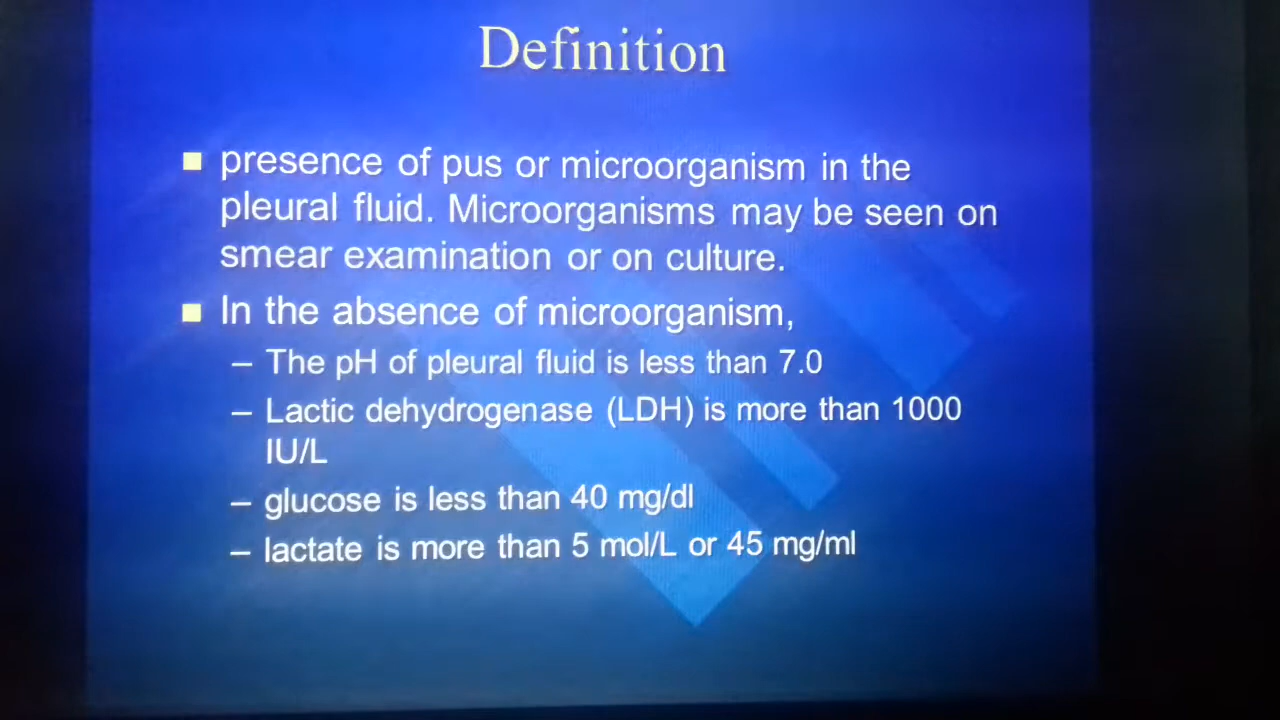 Definition
presence of pus or microorganism in the
pleural fluid. Microorganisms may be seen on
smear examination or on culture.
In the absence of microorganism,
– The pH of pleural fluid is less than 7.0
– Lactic dehydrogenase (LDH) is more than 1000
IU/L
– glucose is less than 40 mg/dl
– lactate is more than 5 mol/L or 45 mg/ml